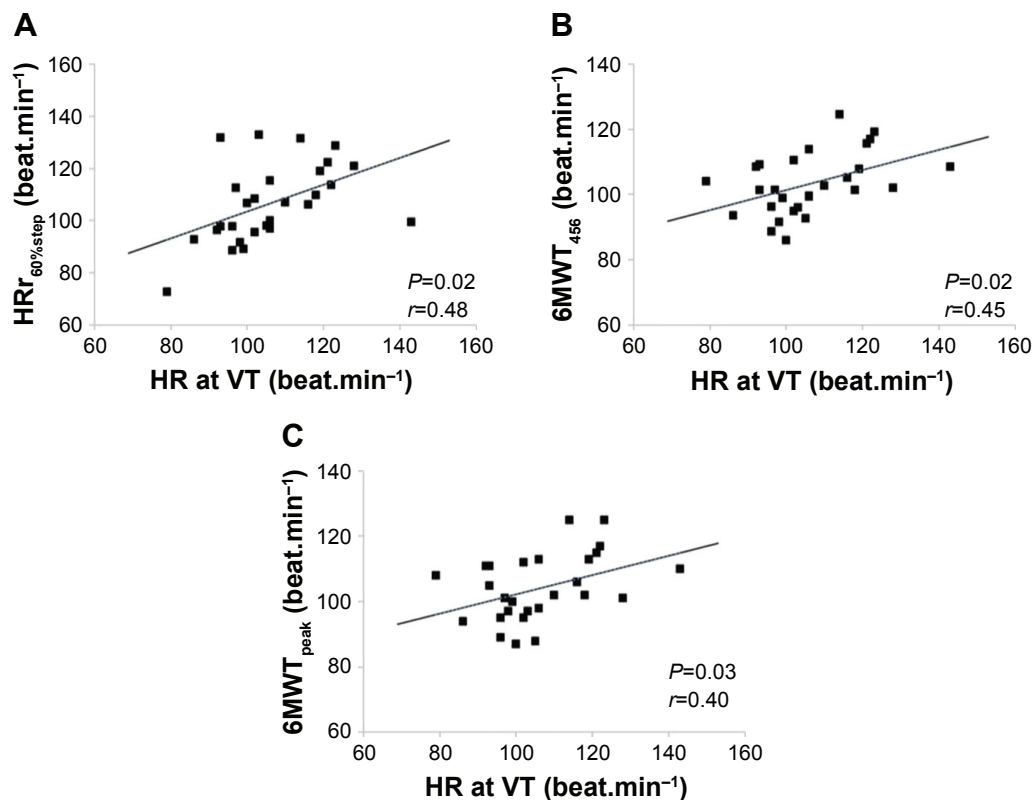 A
HRr60%step (beat.min−1)
160
140
120
100
80
60
P=0.02
r=0.48
60 80 100 120 140 160
HR at VT (beat.min−1)
B
6MWT456 (beat.min−1)
140
120
100
80
60
P=0.02
r=0.45
60 80 100 120 140 160
HR at VT (beat.min−1)
C
6MWTpeak (beat.min−1)
140
120
100
80
60
P=0.03
r=0.40
60 80 100 120 140 160
HR at VT (beat.min−1)